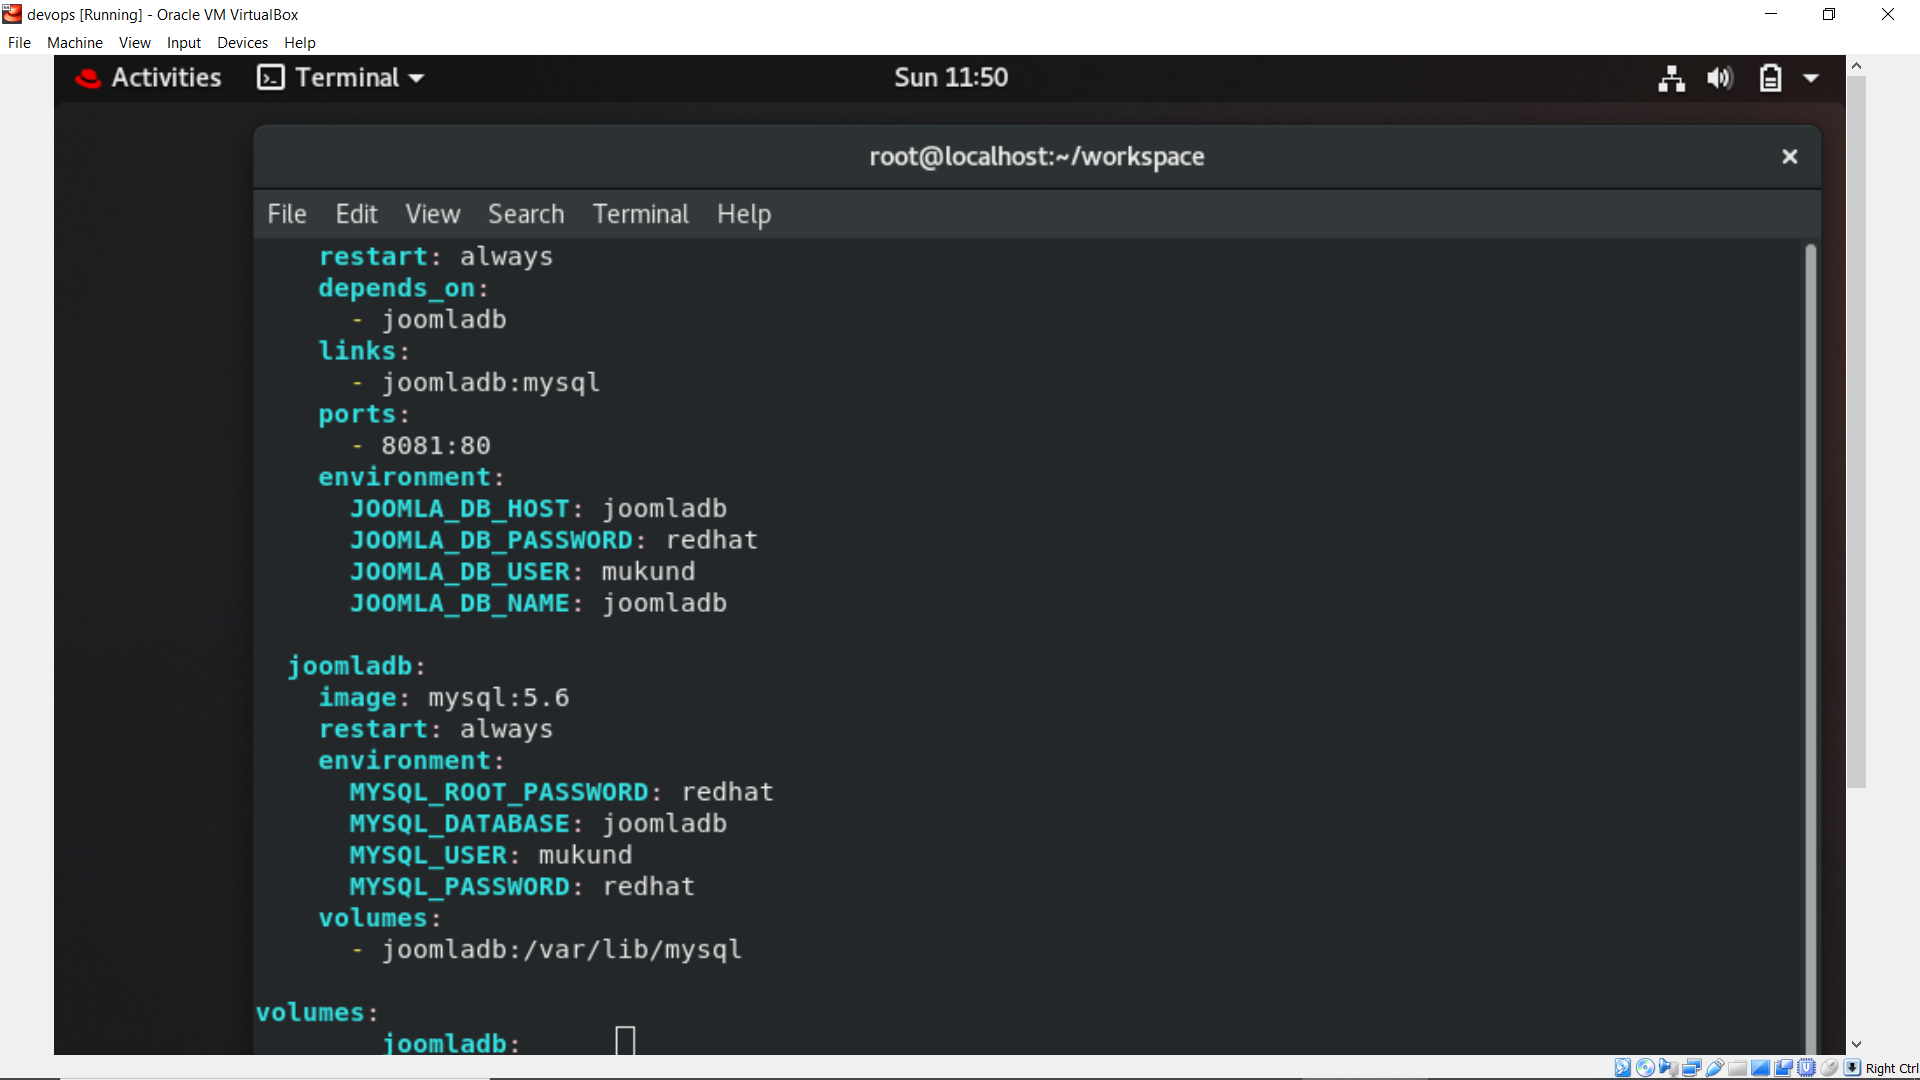 devops [Running] - Oracle VM VirtualBox
File Machine View Input Devices Help
Activities Terminal Sun 11:50
root@localhost:~/workspace
File Edit View Search Terminal Help
    restart: always
    depends_on:
      - joomladb
    links:
      - joomladb:mysql
    ports:
      - 8081:80
    environment:
      JOOMLA_DB_HOST: joomladb
      JOOMLA_DB_PASSWORD: redhat
      JOOMLA_DB_USER: mukund
      JOOMLA_DB_NAME: joomladb
  joomladb:
    image: mysql:5.6
    restart: always
    environment:
      MYSQL_ROOT_PASSWORD: redhat
      MYSQL_DATABASE: joomladb
      MYSQL_USER: mukund
      MYSQL_PASSWORD: redhat
    volumes:
      - joomladb:/var/lib/mysql
volumes:
        joomladb:
Right Ctrl